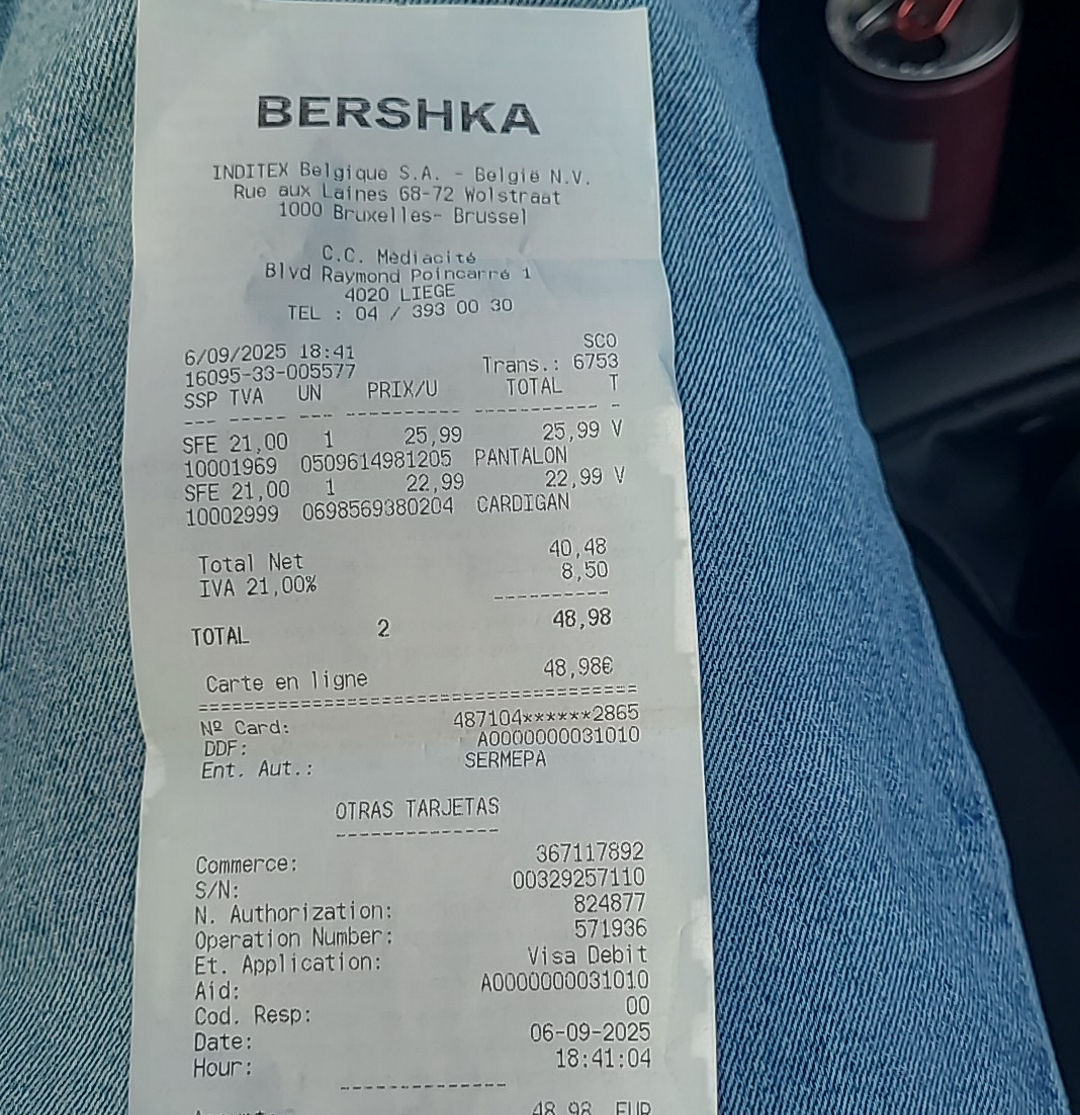 BERSHKA
INDITEX Belgique S.A. - België N.V.
Rue aux Laines 68-72 Wolstraat
1000 Bruxelles- Brussel
C.C. Médiacité
Blvd Raymond Poincarré 1
4020 LIEGE
TEL : 04 / 393 00 30
SCO
6/09/2025 18:41
16095-33-005577 Trans.: 6753
SSP TVA UN PRIX/U TOTAL T
SFE 21,00 1 25,99 25,99 V
10001969 0509614981205 PANTALON
SFE 21,00 1 22,99 22,99 V
10002999 0698569380204 CARDIGAN
Total Net 40,48
IVA 21,00% 8,50
TOTAL 2 48,98
Carte en ligne 48,98€
Nº Card: 487104******2865
DDF: A0000000031010
Ent. Aut.: SERMEPA
OTRAS TARJETAS
Commerce: 367117892
S/N: 00329257110
N. Authorization: 824877
Operation Number: 571936
Et. Application: Visa Debit
Aid: A0000000031010
Cod. Resp: 00
Date: 06-09-2025
Hour: 18:41:04
48,98 EUR